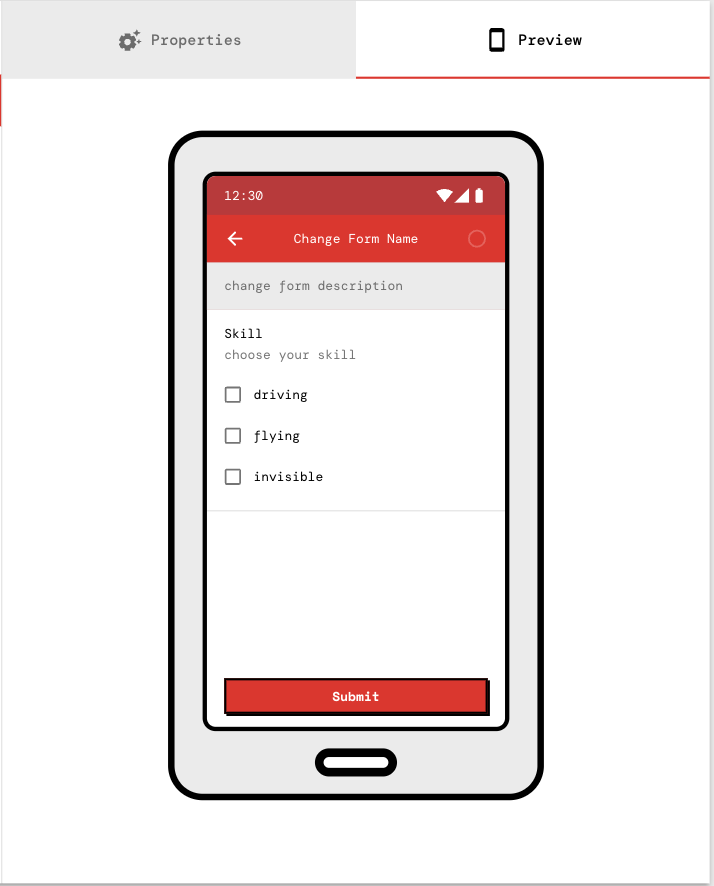 Properties
Preview
12:30
Change Form Name
change form description
Skill
choose your skill
driving
flying
invisible
Submit